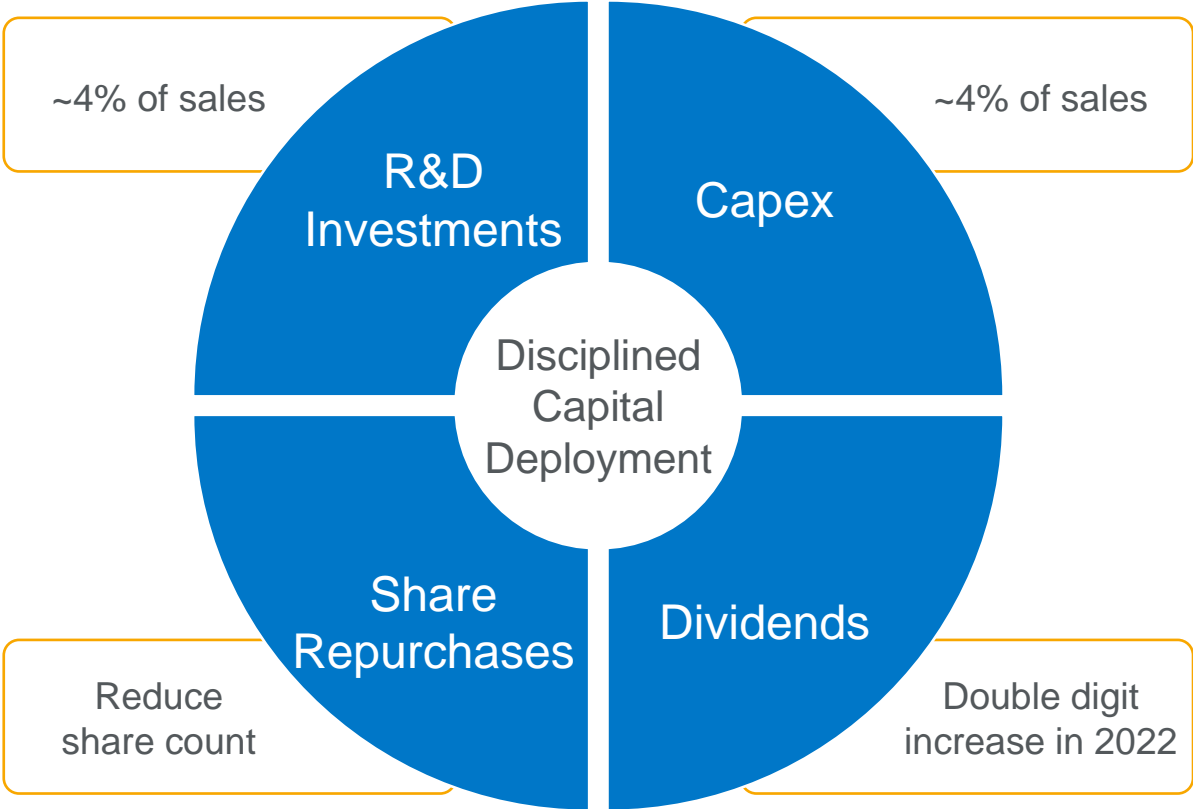 ~4% of sales
~4% of sales
R&D
Investments
Capex
Disciplined
Capital
Deployment
Share
Repurchases
Dividends
Reduce
share count
Double digit
increase in 2022